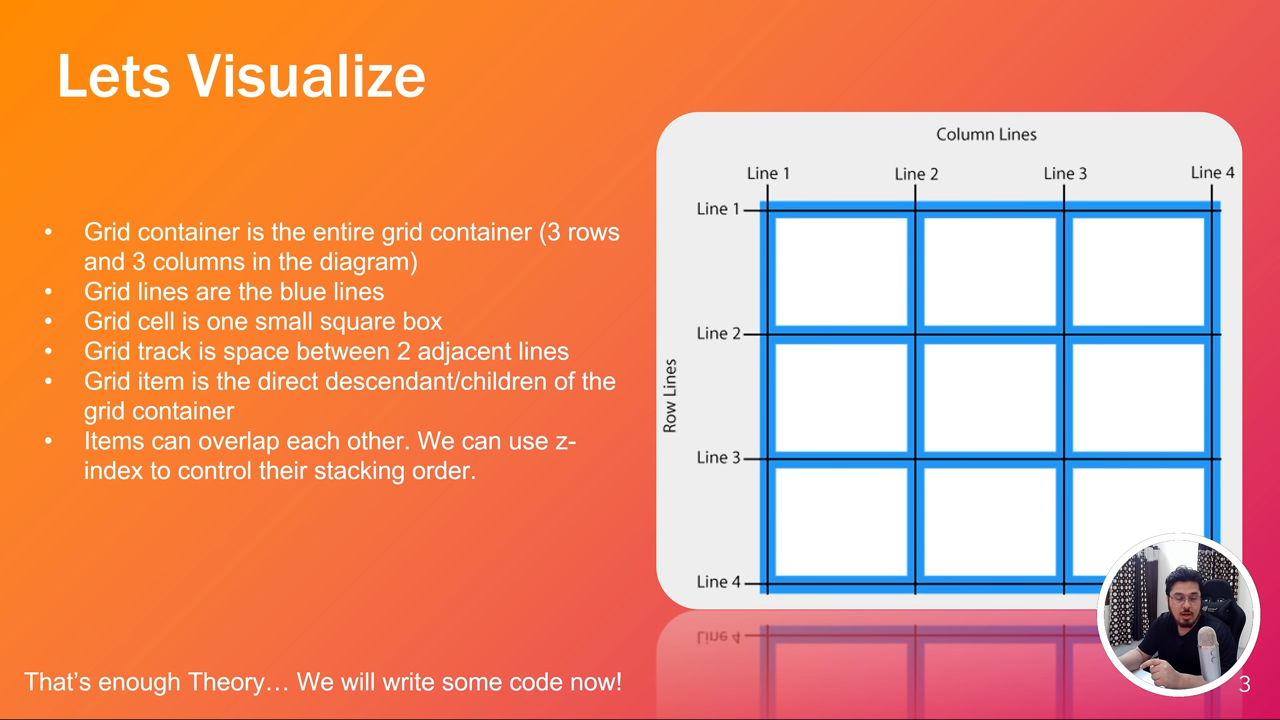 Lets Visualize
• Grid container is the entire grid container (3 rows
and 3 columns in the diagram)
• Grid lines are the blue lines
• Grid cell is one small square box
• Grid track is space between 2 adjacent lines
• Grid item is the direct descendant/children of the
grid container
• Items can overlap each other. We can use z-
index to control their stacking order.
Column Lines
Line 1 Line 2 Line 3 Line 4
Line 1
Line 2
Row Lines
Line 3
Line 4
Line 4
That’s enough Theory… We will write some code now!
3